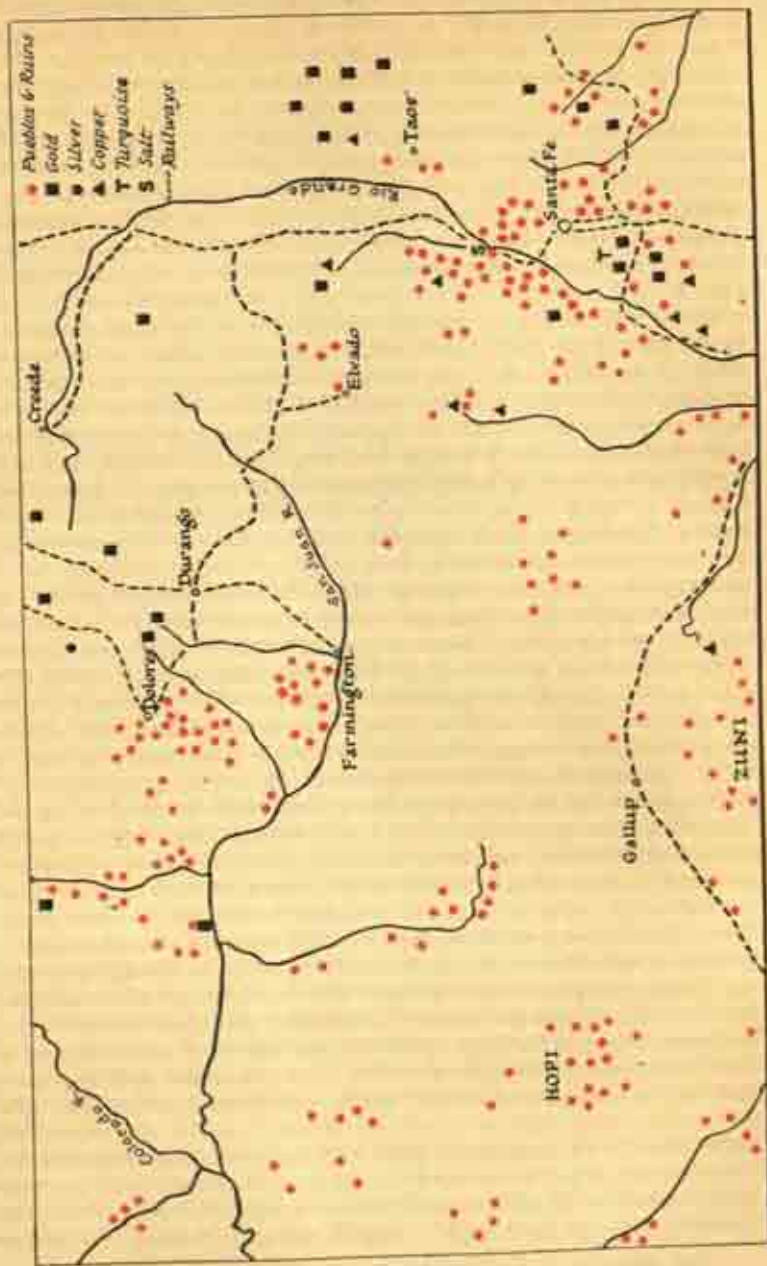 Pueblos & Ruins
Gold
Silver
Copper
T Turquoise
S Salt
Railways
Creede
Rio Grande
Taos
Santa Fe
S
T
Elvado
Durango
San Juan R.
Dolores
Farmington
Gallup
ZUNI
Colorado R.
HOPI